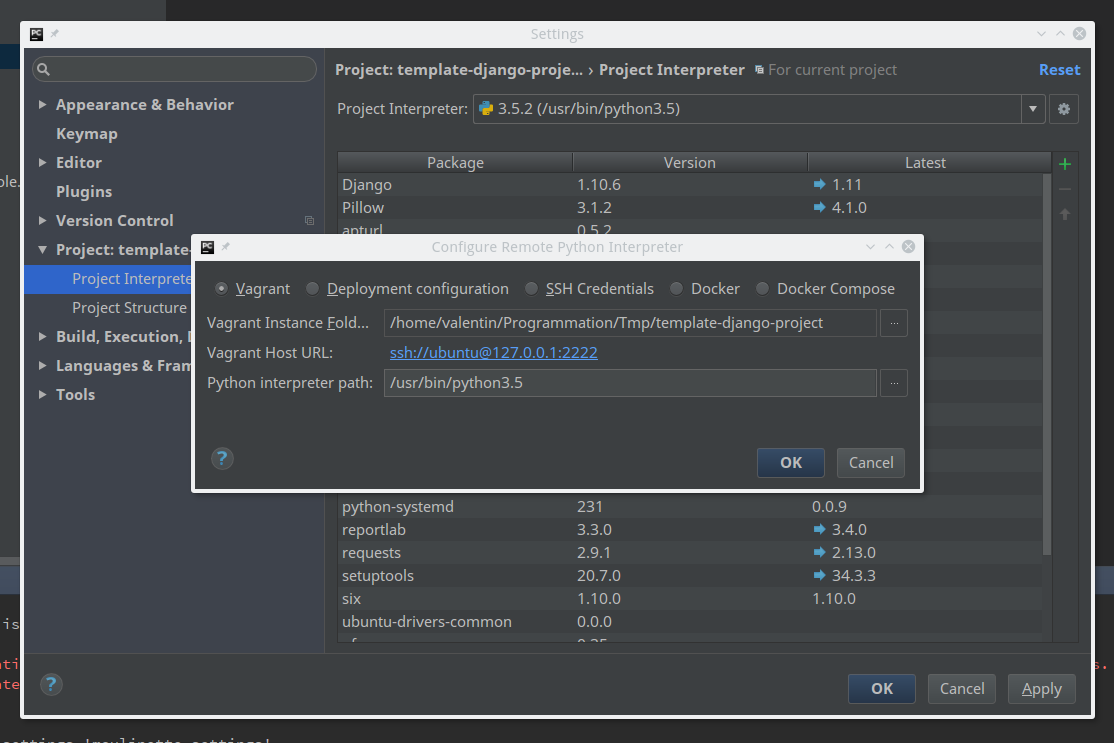 Settings
Project: template-django-proje... › Project Interpreter For current project Reset
Appearance & Behavior
Keymap
Editor
Plugins
Version Control
Project: template-
Project Interprete
Project Structure
Build, Execution,
Languages & Fram
Tools
Project Interpreter: 3.5.2 (/usr/bin/python3.5)
Package Version Latest
Django 1.10.6 1.11
Pillow 3.1.2 4.1.0
apturl 0.5.2
Configure Remote Python Interpreter
Vagrant Deployment configuration SSH Credentials Docker Docker Compose
Vagrant Instance Fold... /home/valentin/Programmation/Tmp/template-django-project ...
Vagrant Host URL: ssh://ubuntu@127.0.0.1:2222
Python interpreter path: /usr/bin/python3.5 ...
? OK Cancel
python-systemd 231 0.0.9
reportlab 3.3.0 3.4.0
requests 2.9.1 2.13.0
setuptools 20.7.0 34.3.3
six 1.10.0 1.10.0
ubuntu-drivers-common 0.0.0
? OK Cancel Apply
ole.
is
ati
ate
s.